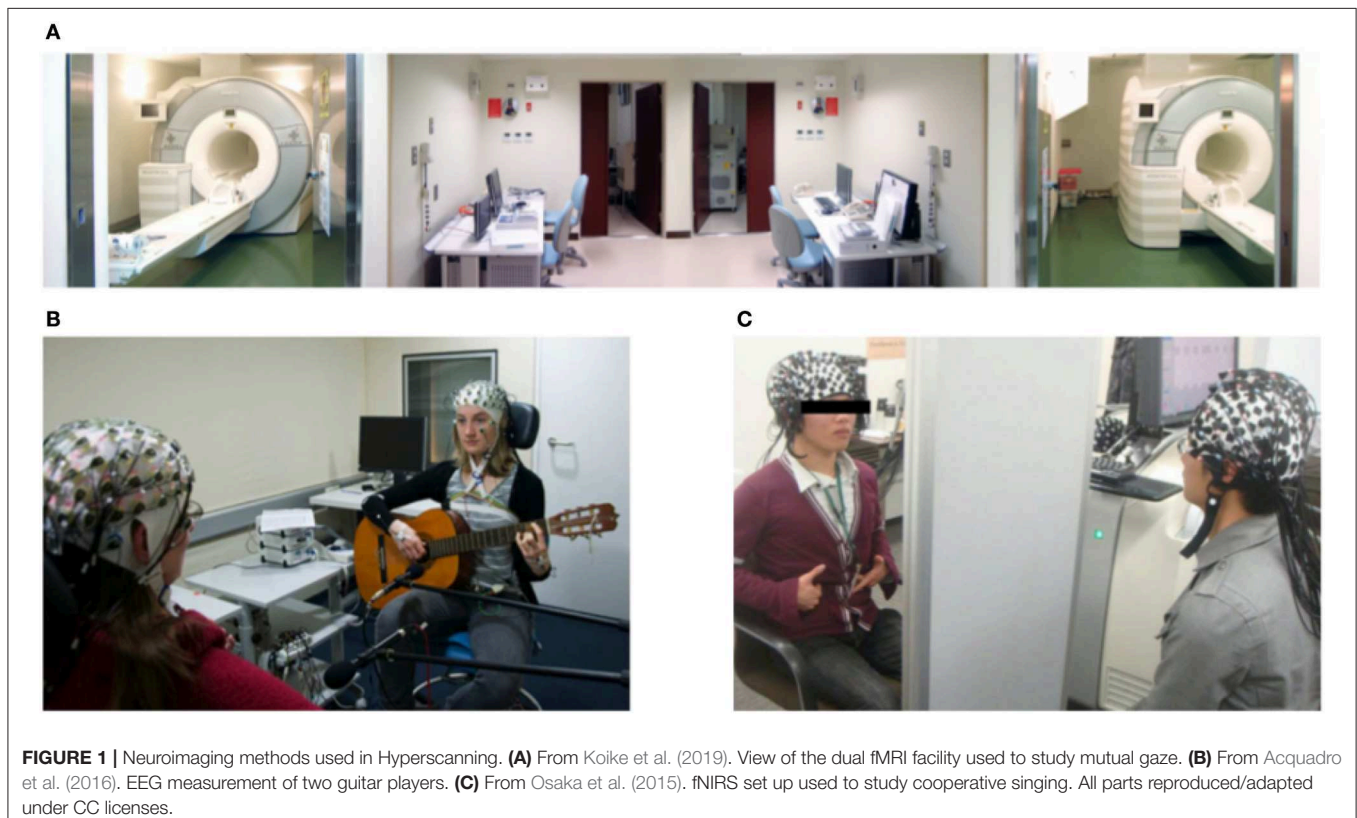 A
B
C
FIGURE 1 | Neuroimaging methods used in Hyperscanning. (A) From Koike et al. (2019). View of the dual fMRI facility used to study mutual gaze. (B) From Acquadro
et al. (2016). EEG measurement of two guitar players. (C) From Osaka et al. (2015). fNIRS set up used to study cooperative singing. All parts reproduced/adapted
under CC licenses.